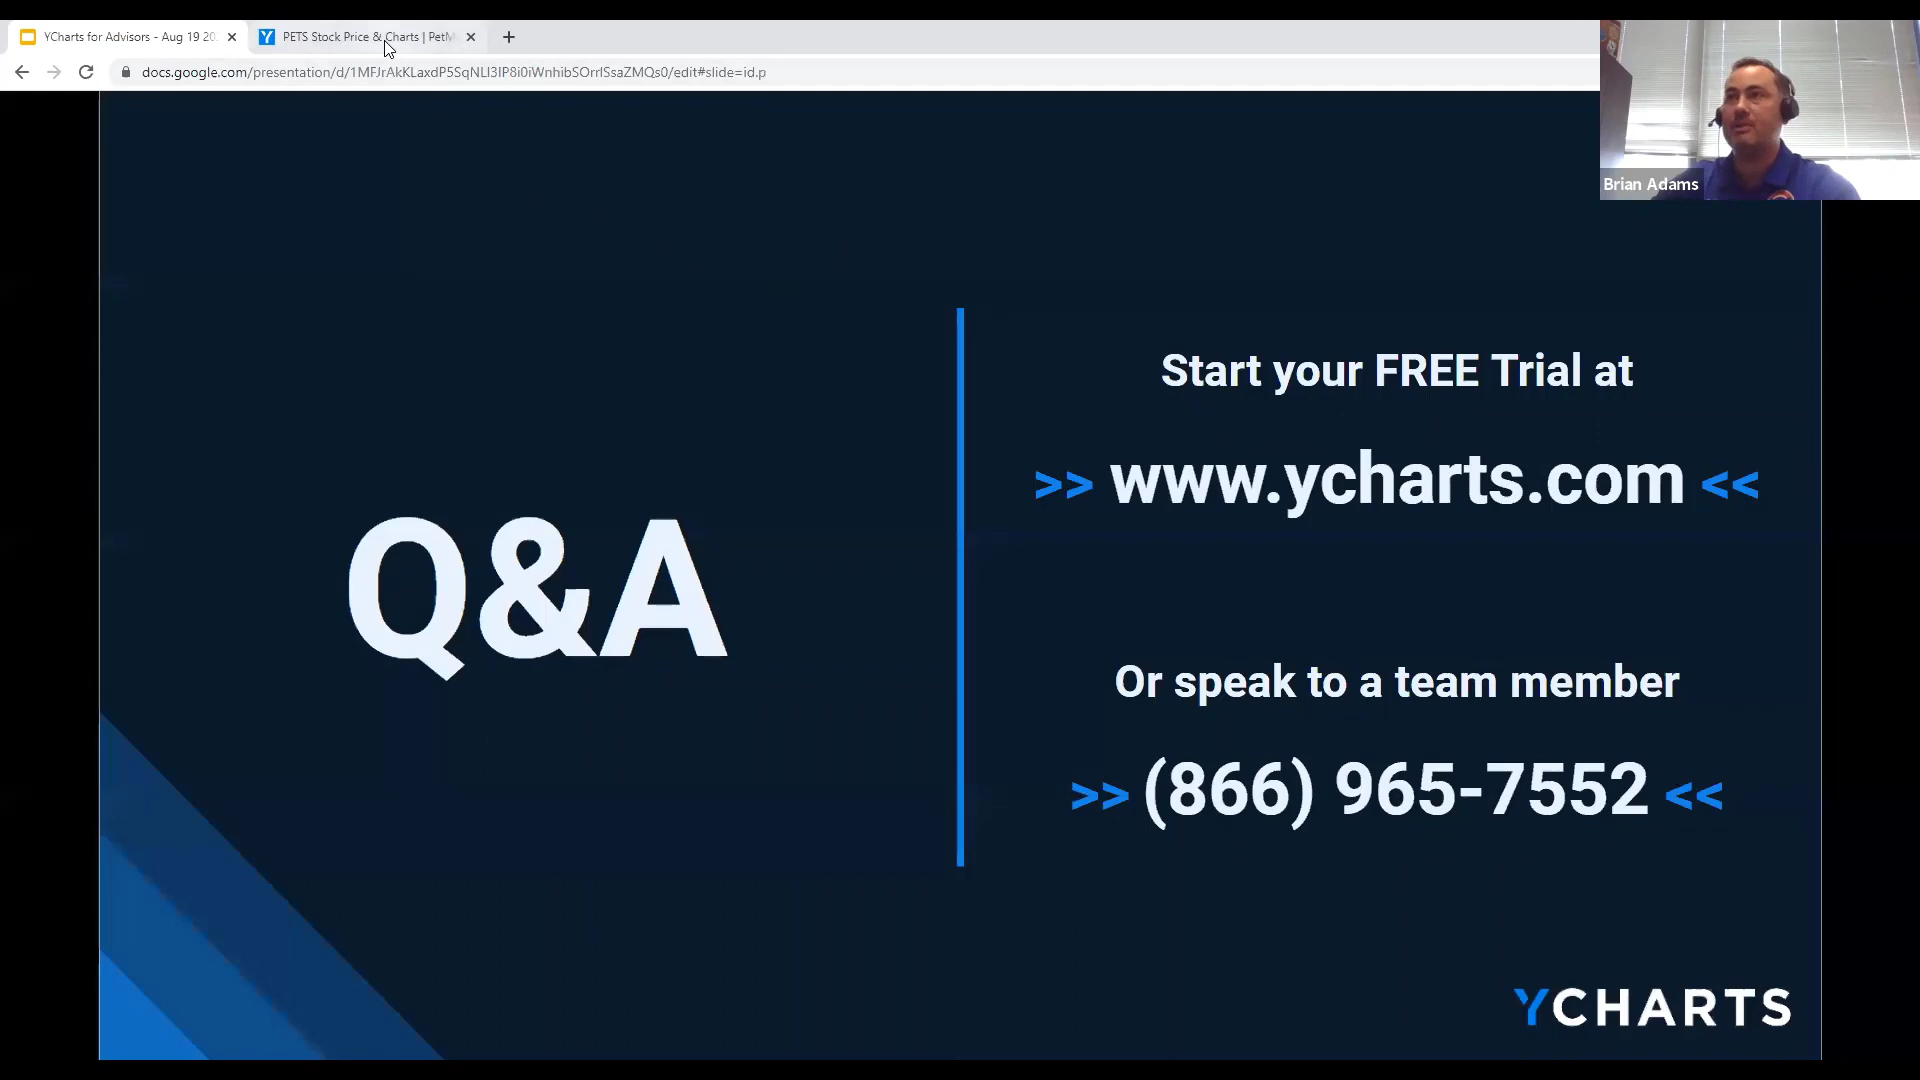 YCharts for Advisors - Aug 19 20
PETS Stock Price & Charts | PetM
docs.google.com/presentation/d/1MFJrAkKLaxdP5SqNLI3IP8i0iWnhibSOrrlSsaZMQs0/edit#slide=id.p
Brian Adams
Q&A
Start your FREE Trial at
>> www.ycharts.com <<
Or speak to a team member
>> (866) 965-7552 <<
YCHARTS